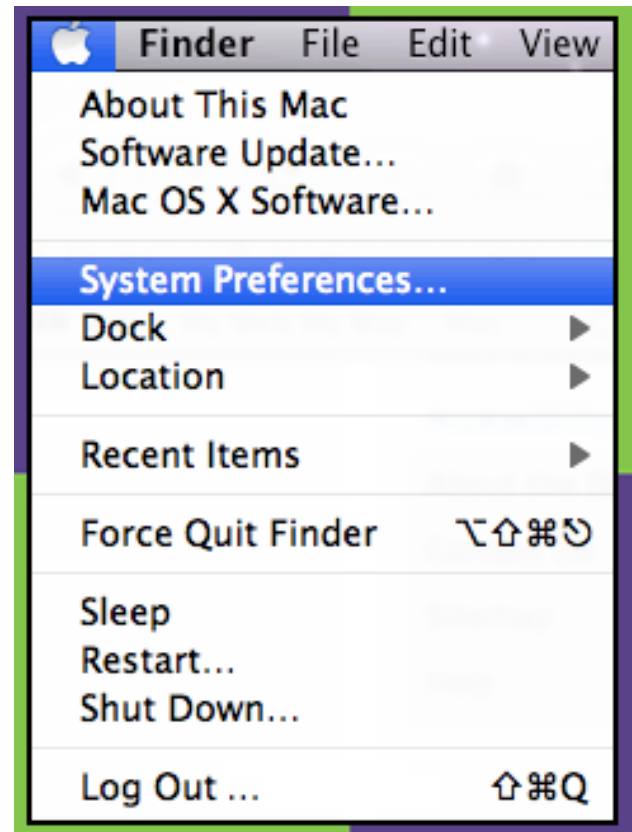 Finder File Edit View
About This Mac
Software Update...
Mac OS X Software...
System Preferences...
Dock
Location
Recent Items
Force Quit Finder ⌥⇧⌘⎋
Sleep
Restart...
Shut Down...
Log Out ... ⇧⌘Q